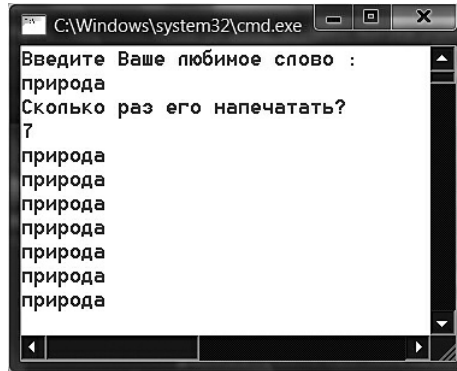 C:\Windows\system32\cmd.exe
Введите Ваше любимое слово :
природа
Сколько раз его напечатать?
7
природа
природа
природа
природа
природа
природа
природа